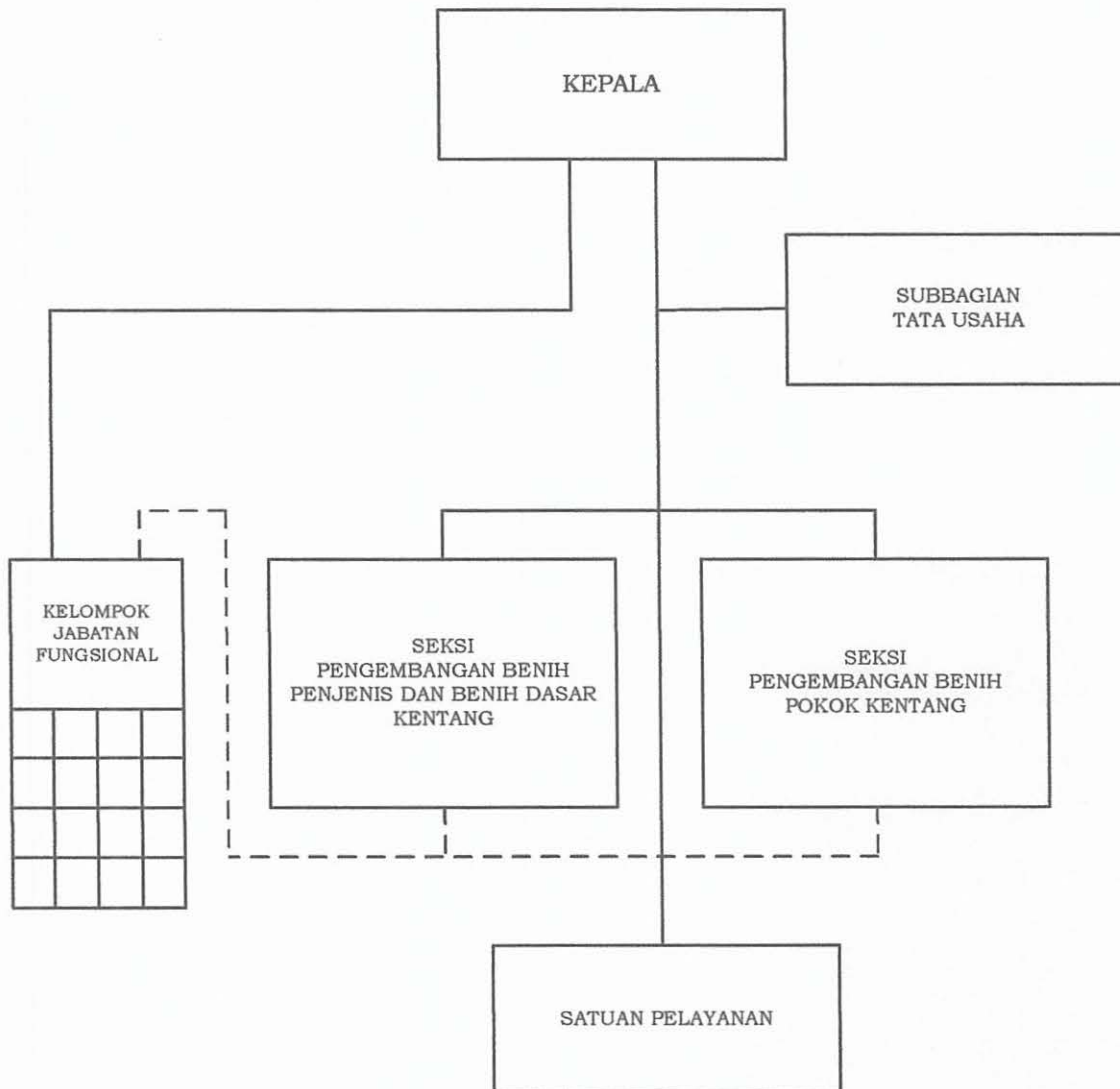 KEPALA
SUBBAGIAN
TATA USAHA
KELOMPOK
JABATAN
FUNGSIONAL
SEKSI
PENGEMBANGAN BENIH
PENJENIS DAN BENIH DASAR
KENTANG
SEKSI
PENGEMBANGAN BENIH
POKOK KENTANG
SATUAN PELAYANAN